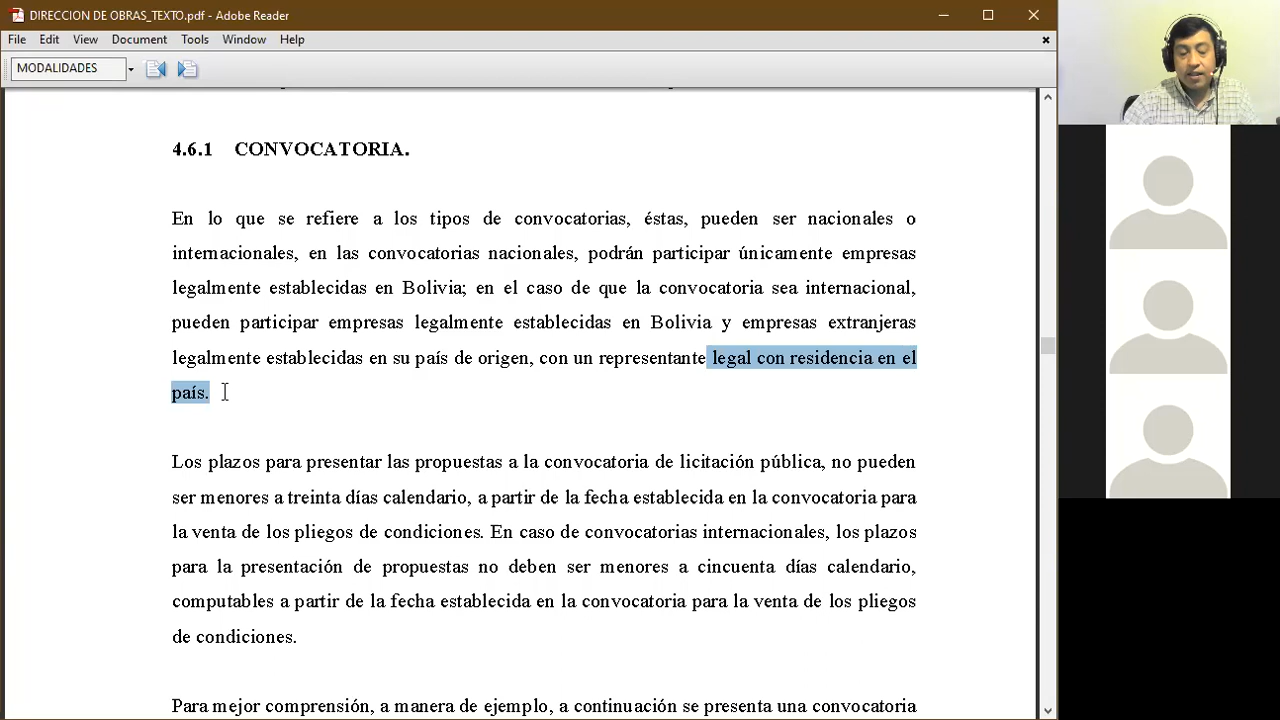 DIRECCION DE OBRAS_TEXTO.pdf - Adobe Reader
File Edit View Document Tools Window Help
MODALIDADES
4.6.1 CONVOCATORIA.
En lo que se refiere a los tipos de convocatorias, éstas, pueden ser nacionales o
internacionales, en las convocatorias nacionales, podrán participar únicamente empresas
legalmente establecidas en Bolivia; en el caso de que la convocatoria sea internacional,
pueden participar empresas legalmente establecidas en Bolivia y empresas extranjeras
legalmente establecidas en su país de origen, con un representante legal con residencia en el
país.
Los plazos para presentar las propuestas a la convocatoria de licitación pública, no pueden
ser menores a treinta días calendario, a partir de la fecha establecida en la convocatoria para
la venta de los pliegos de condiciones. En caso de convocatorias internacionales, los plazos
para la presentación de propuestas no deben ser menores a cincuenta días calendario,
computables a partir de la fecha establecida en la convocatoria para la venta de los pliegos
de condiciones.
Para mejor comprensión, a manera de ejemplo, a continuación se presenta una convocatoria